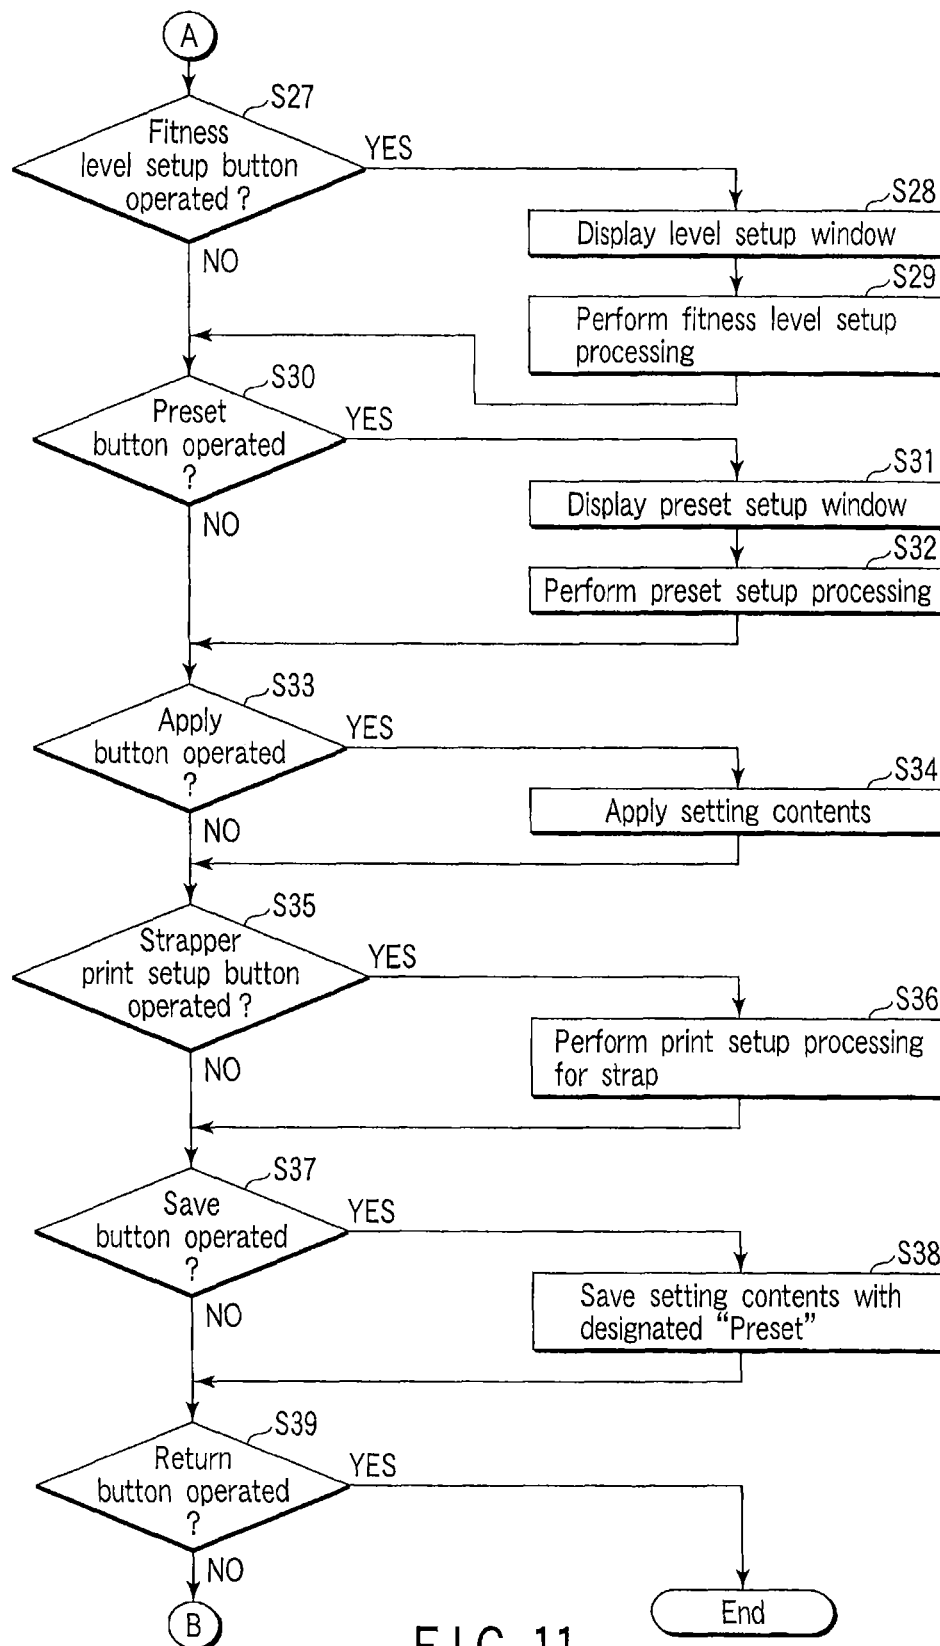 A
S27
Fitness
level setup button
operated ?
YES
NO
S28
Display level setup window
S29
Perform fitness level setup
processing
S30
Preset
button operated
?
YES
NO
S31
Display preset setup window
S32
Perform preset setup processing
S33
Apply
button operated
?
YES
NO
S34
Apply setting contents
S35
Strapper
print setup button
operated ?
YES
NO
S36
Perform print setup processing
for strap
S37
Save
button operated
?
YES
NO
S38
Save setting contents with
designated “Preset”
S39
Return
button operated
?
YES
NO
B
End
FIG. 11